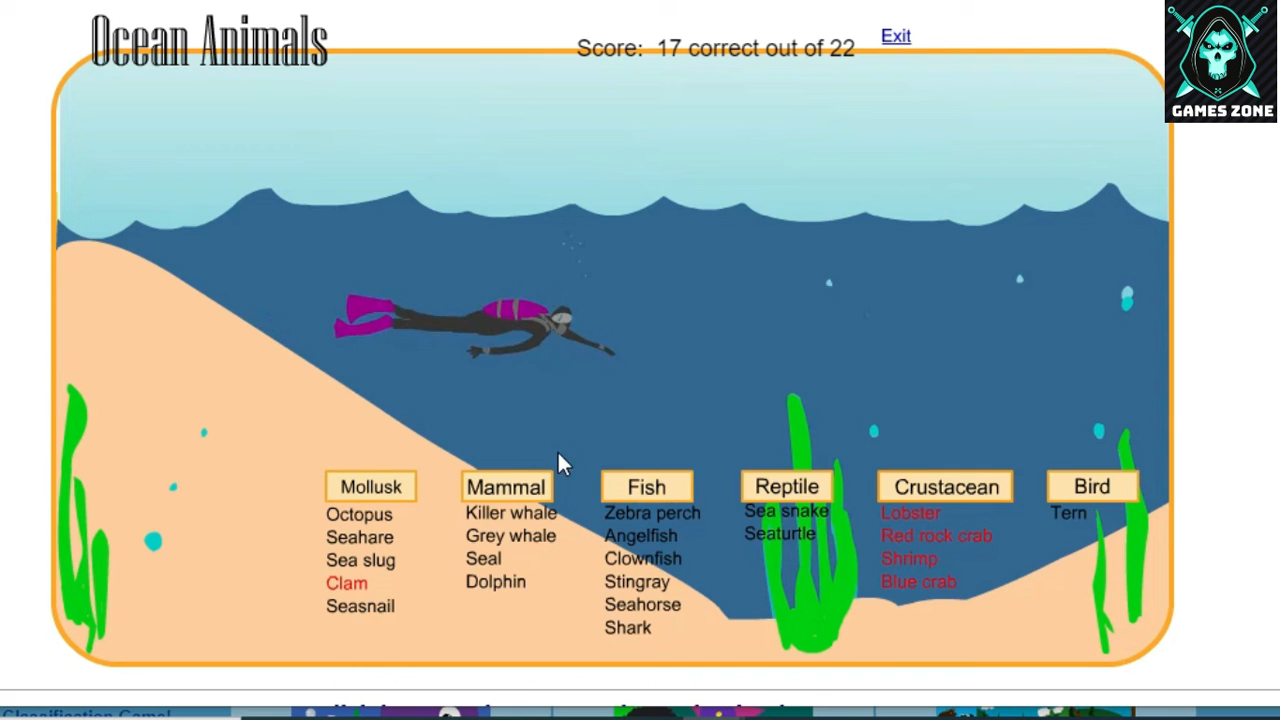 Ocean Animals
Score: 17 correct out of 22
Exit
GAMES ZONE
Mollusk
Octopus
Seahare
Sea slug
Clam
Seasnail
Mammal
Killer whale
Grey whale
Seal
Dolphin
Fish
Zebra perch
Angelfish
Clownfish
Stingray
Seahorse
Shark
Reptile
Sea snake
Seaturtle
Crustacean
Lobster
Red rock crab
Shrimp
Blue crab
Bird
Tern